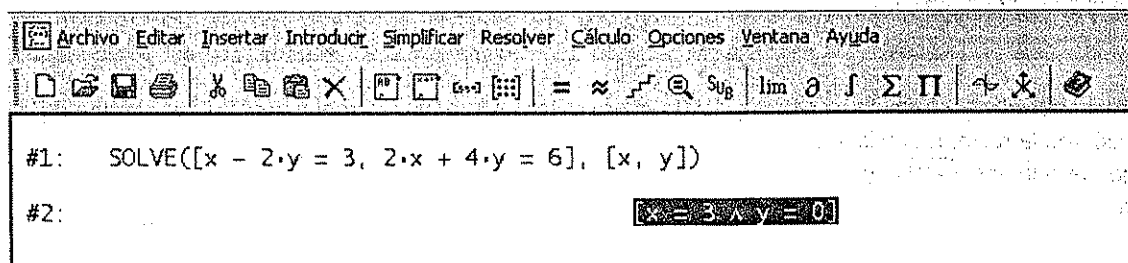 Archivo Editar Insertar Introducir Simplificar Resolver Cálculo Opciones Ventana Ayuda
= ≈ SUB lim ∂ ∫ Σ Π
#1: SOLVE([x - 2·y = 3, 2·x + 4·y = 6], [x, y])
#2: [x = 3 ∧ y = 0]